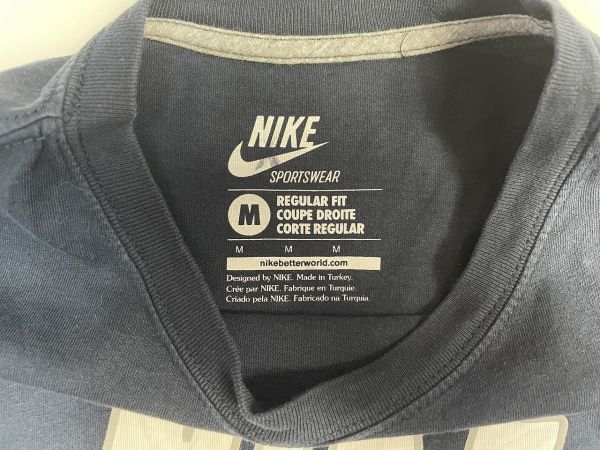 NIKE
SPORTSWEAR
M
REGULAR FIT
COUPE DROITE
CORTE REGULAR
M M M
nikebetterworld.com
Designed by NIKE. Made in Turkey.
Crée par NIKE. Fabrique en Turquie.
Criado pela NIKE. Fabricado na Turquia.